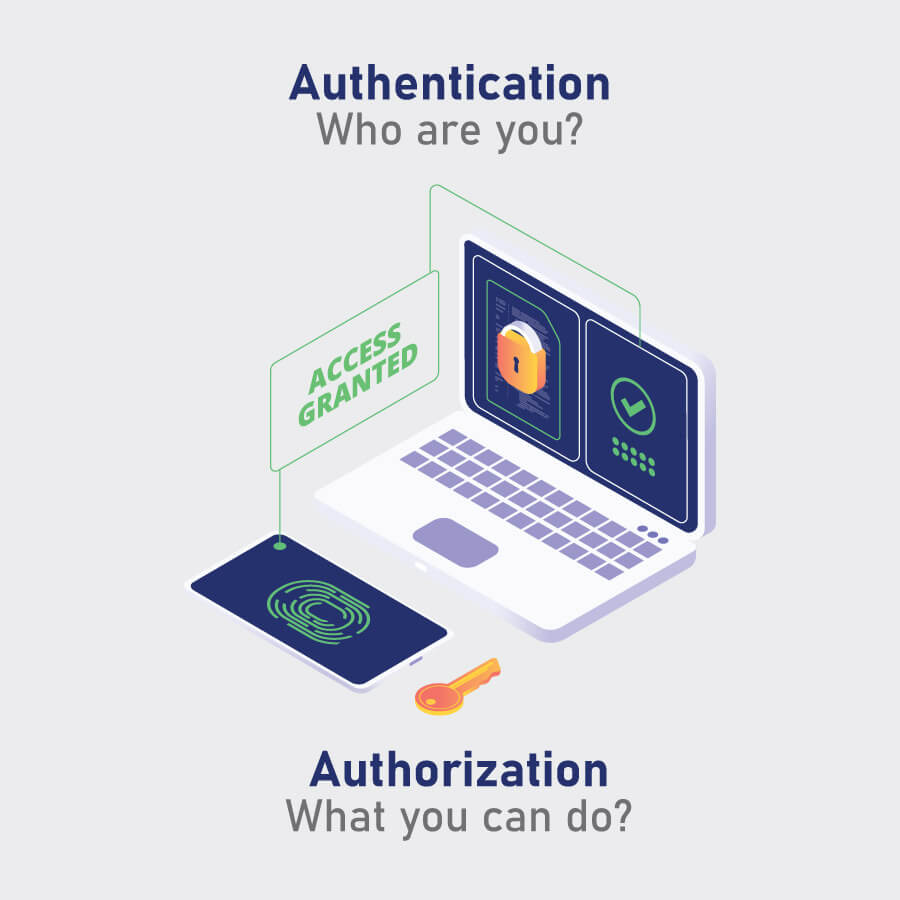 Authentication
Who are you?
ACCESS
GRANTED
Authorization
What you can do?